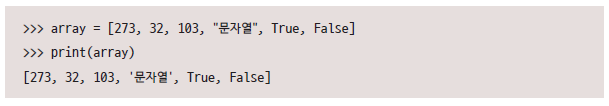 >>> array = [273, 32, 103, "문자열", True, False]
>>> print(array)
[273, 32, 103, '문자열', True, False]